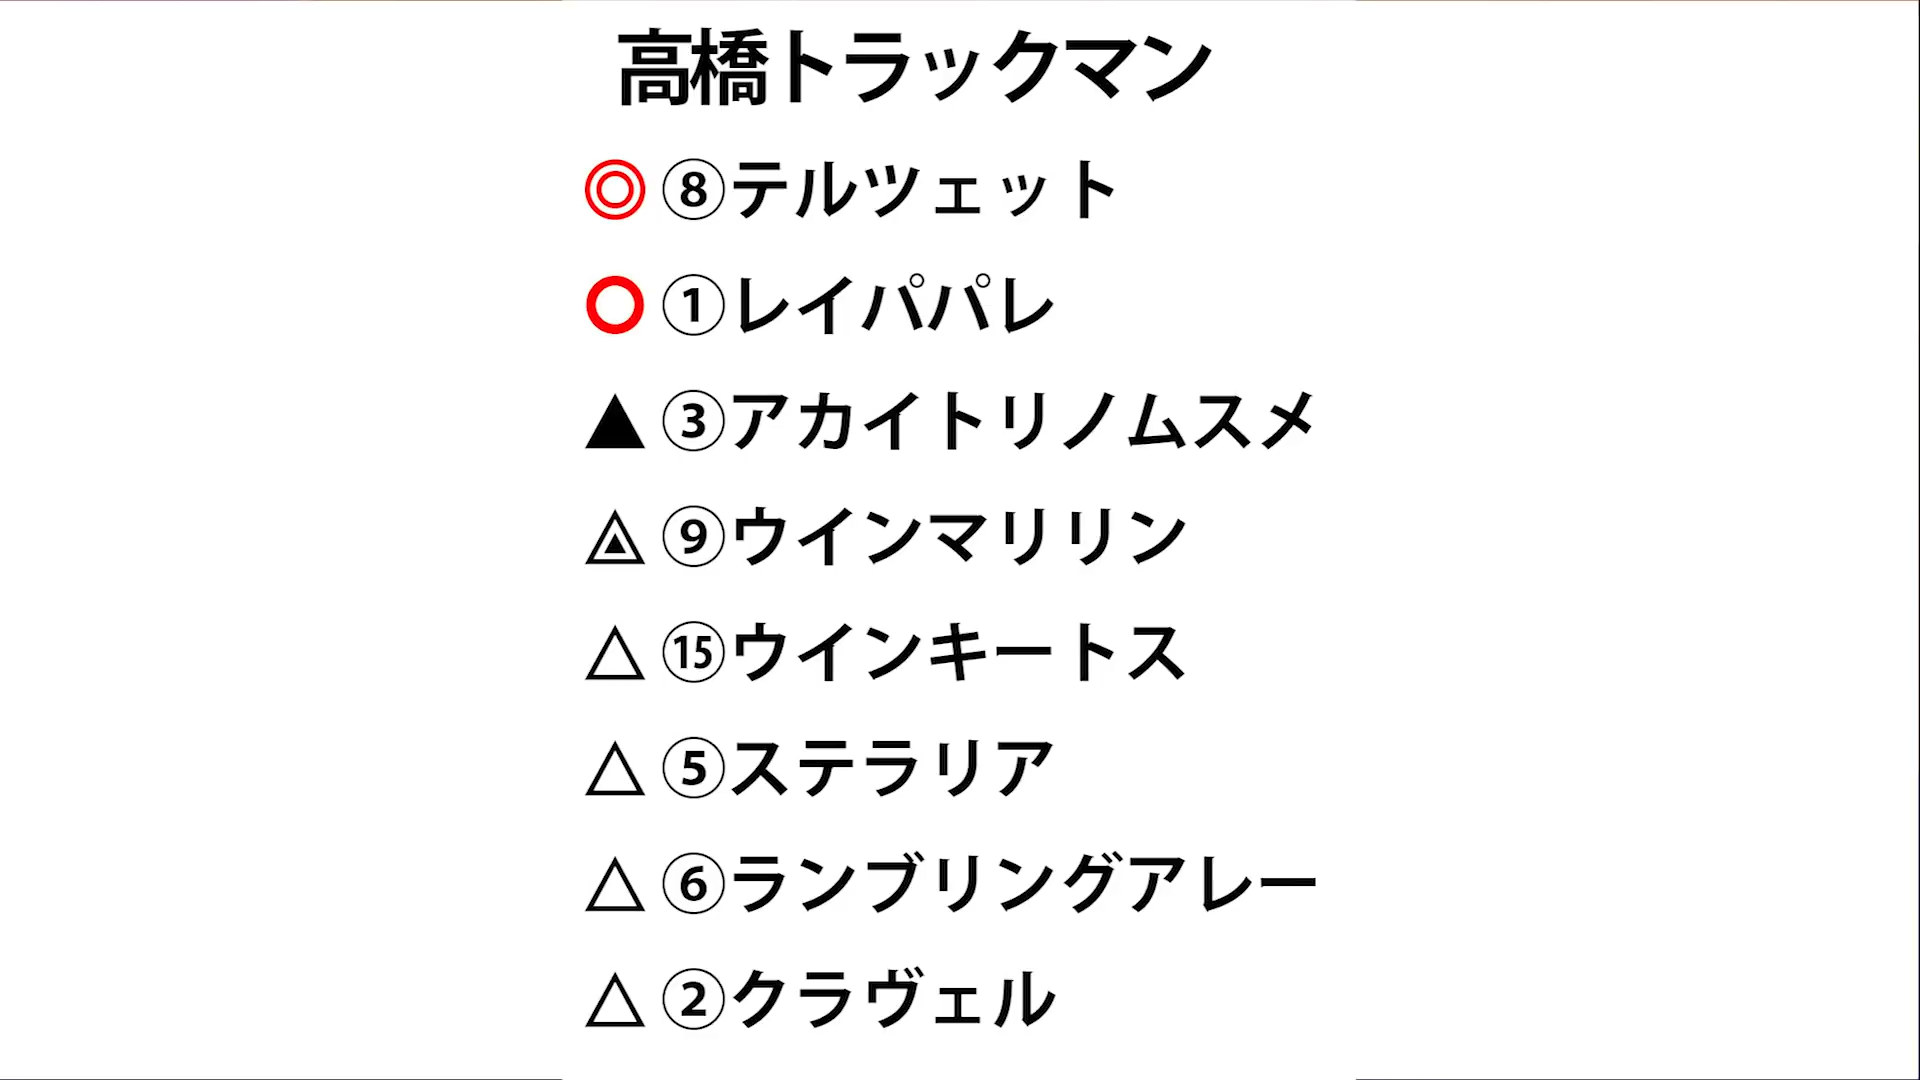 高橋トラックマン
◎⑧テルツェット
○①レイパパレ
▲③アカイトリノムスメ
◬⑨ウインマリリン
△⑮ウインキートス
△⑤ステラリア
△⑥ランブリングアレー
△②クラヴェル